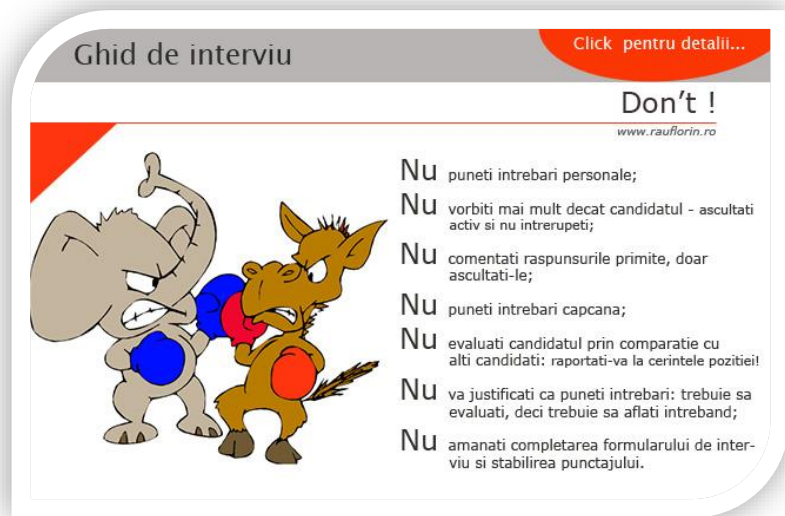 Ghid de interviu
Click pentru detalii...
Don't !
www.rauflorin.ro
Nu puneti intrebari personale;
Nu vorbiti mai mult decat candidatul - ascultati
activ si nu intrerupeti;
Nu comentati raspunsurile primite, doar
ascultati-le;
Nu puneti intrebari capcana;
Nu evaluati candidatul prin comparatie cu
alti candidati: raportati-va la cerintele pozitiei!
Nu va justificati ca puneti intrebari: trebuie sa
evaluati, deci trebuie sa aflati intreband;
Nu amanati completarea formularului de inter-
viu si stabilirea punctajului.